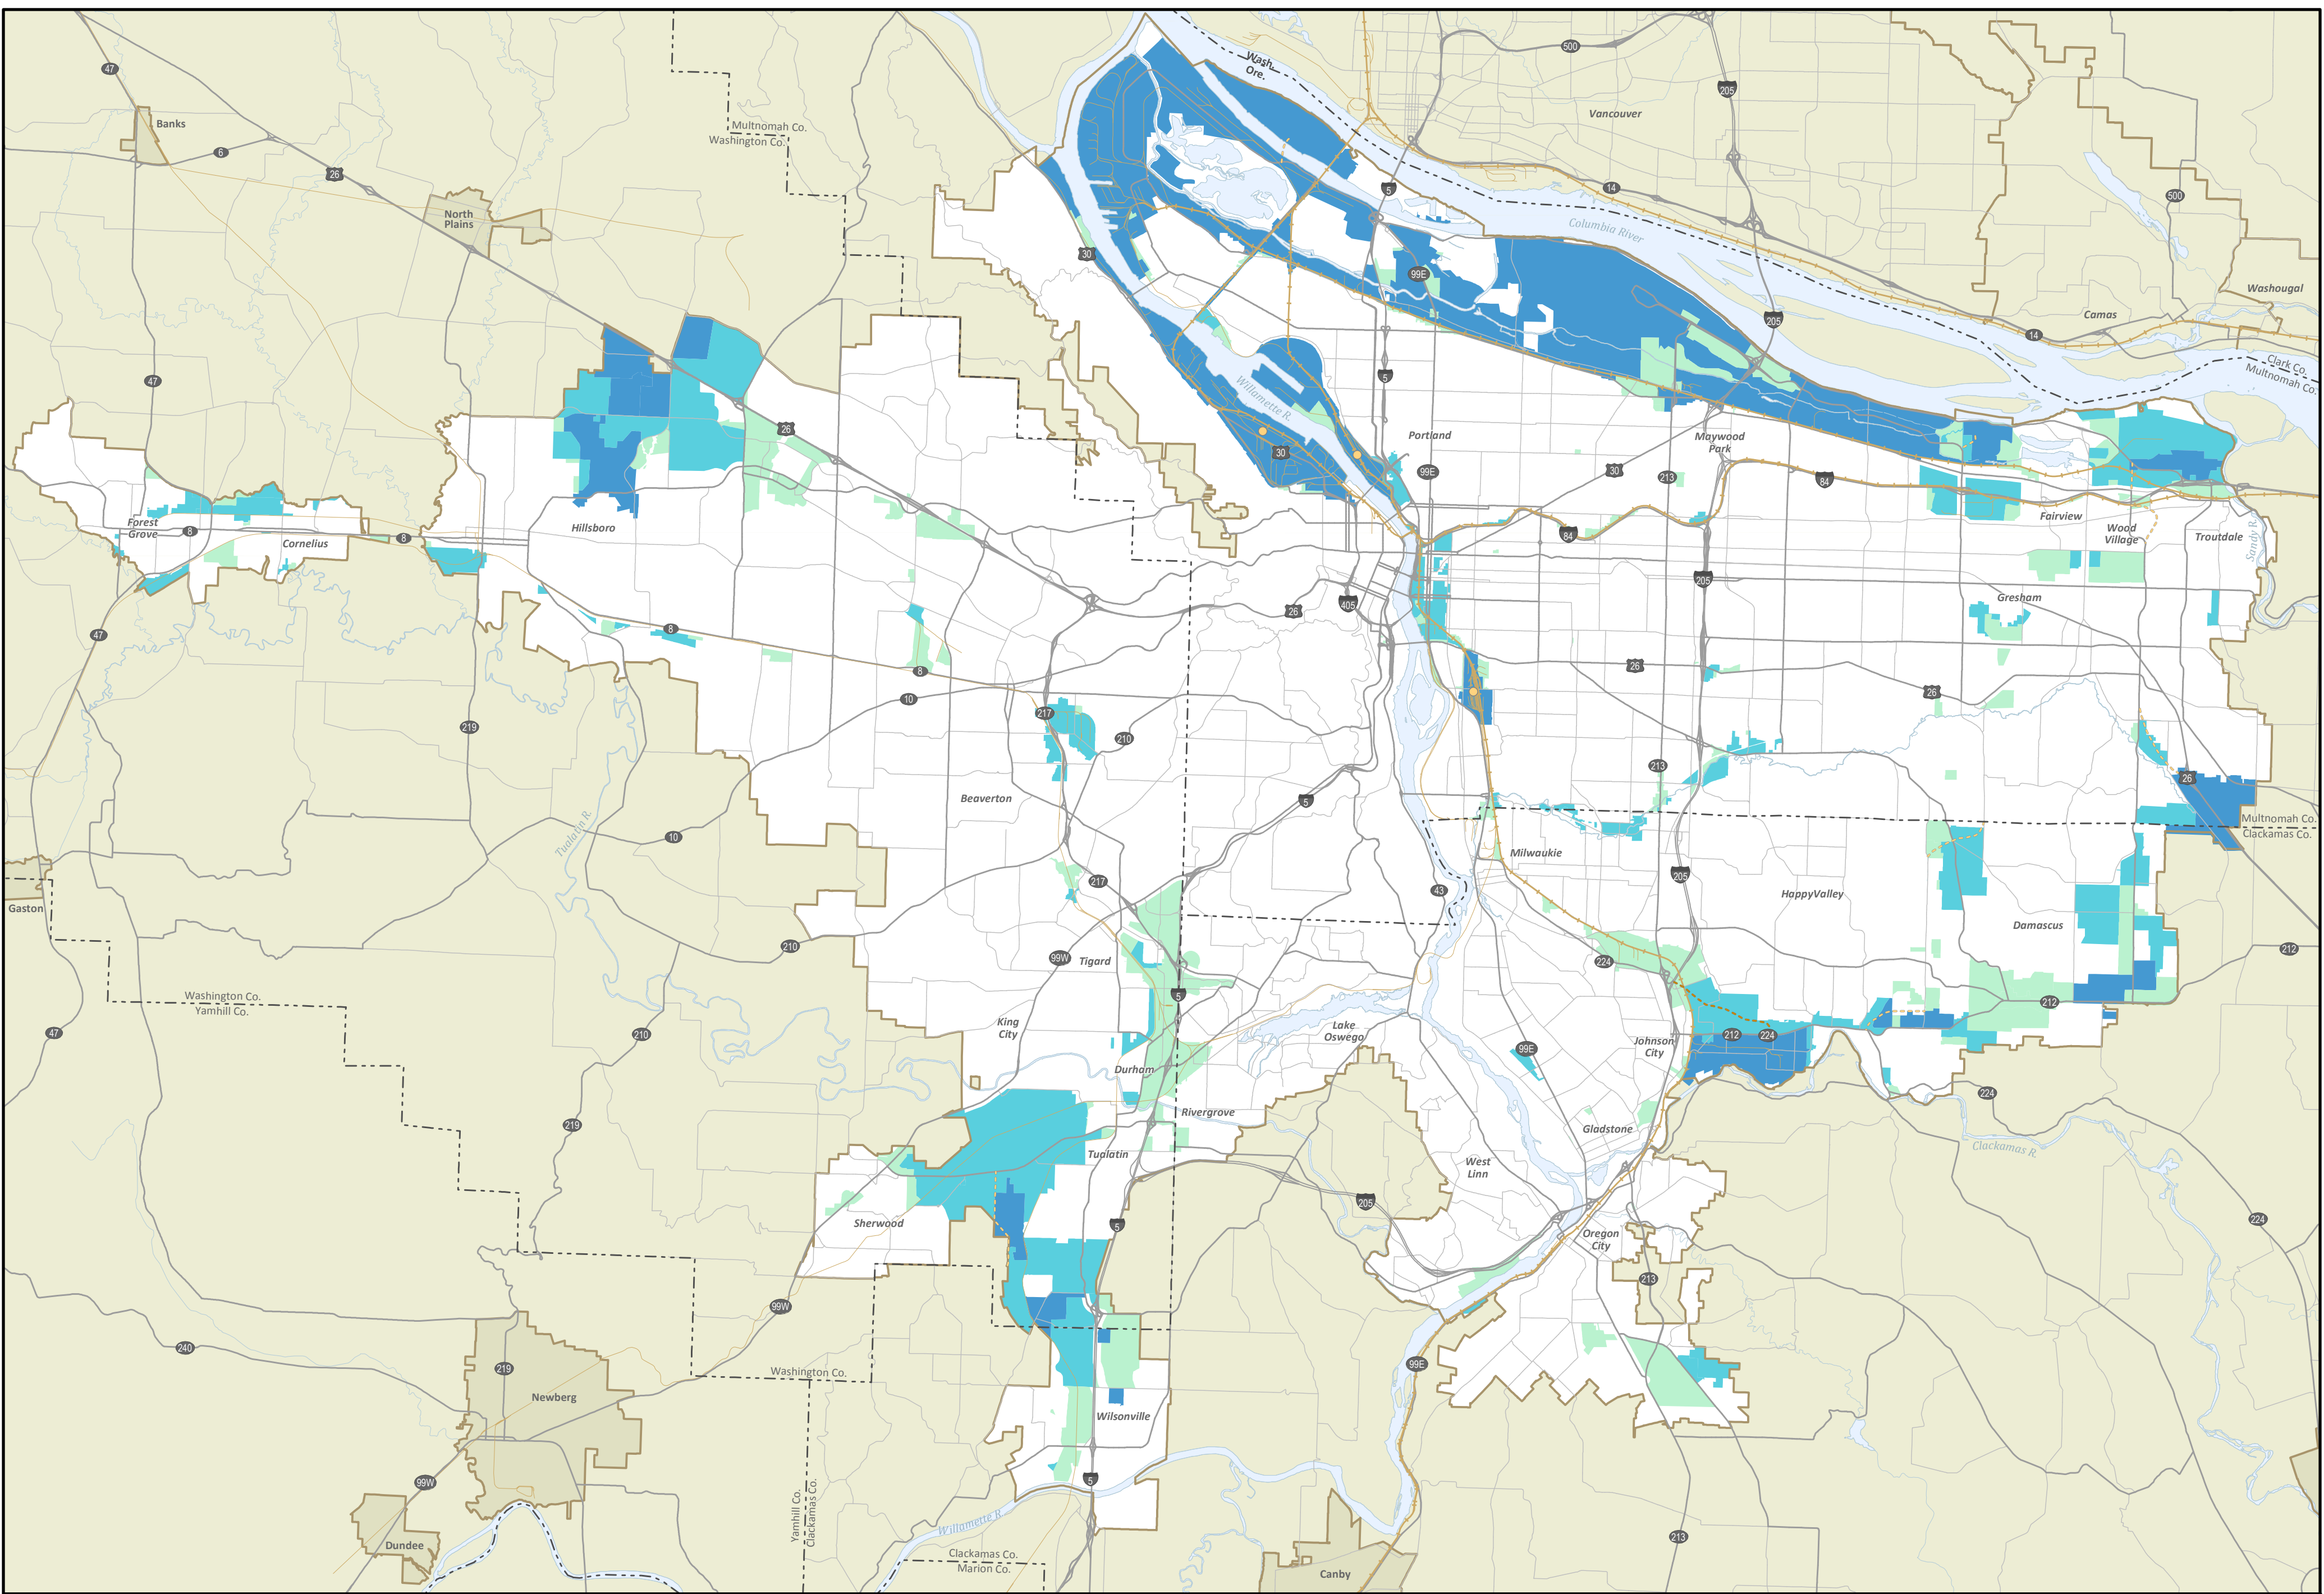 500
Wash.
Ore.
47
205
Vancouver
Banks
Multnomah Co.
Washington Co.
6
26
14
5
500
North
Plains
Columbia River
30
99E
Washougal
205
Camas
14
Clark Co.
Multnomah Co.
47
5
Willamette R.
26
Portland
Maywood
Park
30
99E
30
213
84
Forest
Grove
8
Cornelius
8
Hillsboro
84
Fairview
Wood
Village
Troutdale
Sandy R.
205
Gresham
405
26
47
8
8
26
26
10
217
219
210
213
26
Beaverton
5
Tualatin R.
10
Multnomah Co.
Clackamas Co.
Milwaukie
217
205
43
HappyValley
Gaston
Damascus
210
212
99W
Tigard
224
5
Washington Co.
Yamhill Co.
212
47
210
King
City
Lake
Oswego
Johnson
City
212
224
99E
Durham
224
Rivergrove
219
Gladstone
Clackamas R.
Tualatin
West
Linn
205
224
Sherwood
5
Oregon
City
213
99W
240
219
Washington Co.
99E
Newberg
Wilsonville
99W
5
Yamhill Co.
Clackamas Co.
Willamette R
213
Dundee
Clackamas Co.
Marion Co.
Canby